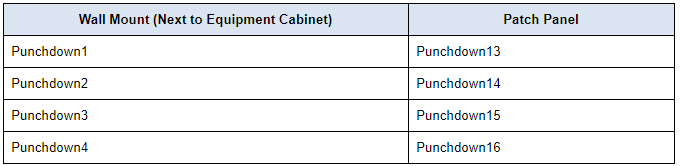 Wall Mount (Next to Equipment Cabinet) Patch Panel
Punchdown1 Punchdown13
Punchdown2 Punchdown14
Punchdown3 Punchdown15
Punchdown4 Punchdown16